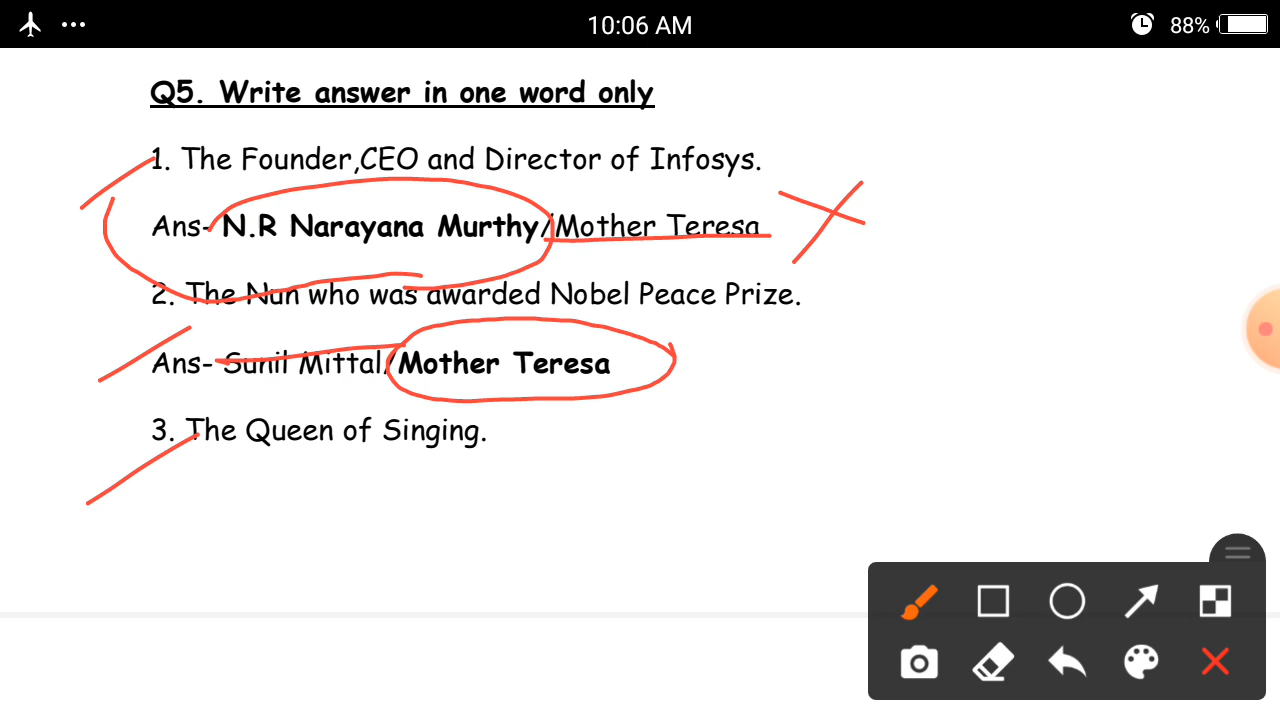 10:06 AM
88%
Q5. Write answer in one word only
1. The Founder,CEO and Director of Infosys.
Ans- N.R Narayana Murthy/Mother Teresa
2. The Nun who was awarded Nobel Peace Prize.
Ans- Sunil Mittal/Mother Teresa
3. The Queen of Singing.